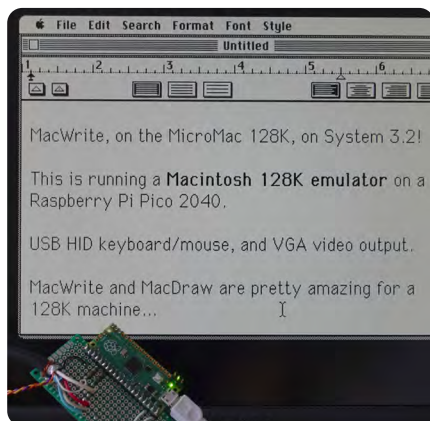 File Edit Search Format Font Style
Untitled
1 2 3 4 5 6
MacWrite, on the MicroMac 128K, on System 3.2!
This is running a Macintosh 128K emulator on a
Raspberry Pi Pico 2040.
USB HID keyboard/mouse, and VGA video output.
MacWrite and MacDraw are pretty amazing for a
128K machine...